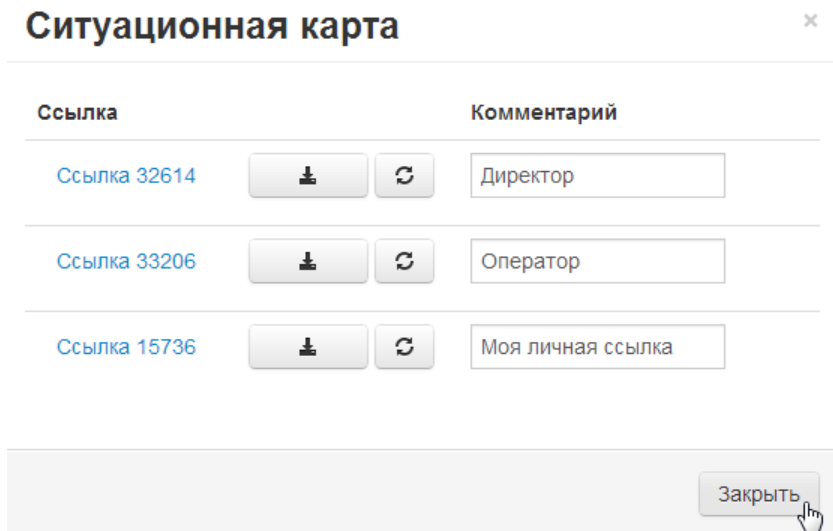 Ситуационная карта ×
Ссылка Комментарий
Ссылка 32614 Директор
Ссылка 33206 Оператор
Ссылка 15736 Моя личная ссылка
Закрыть